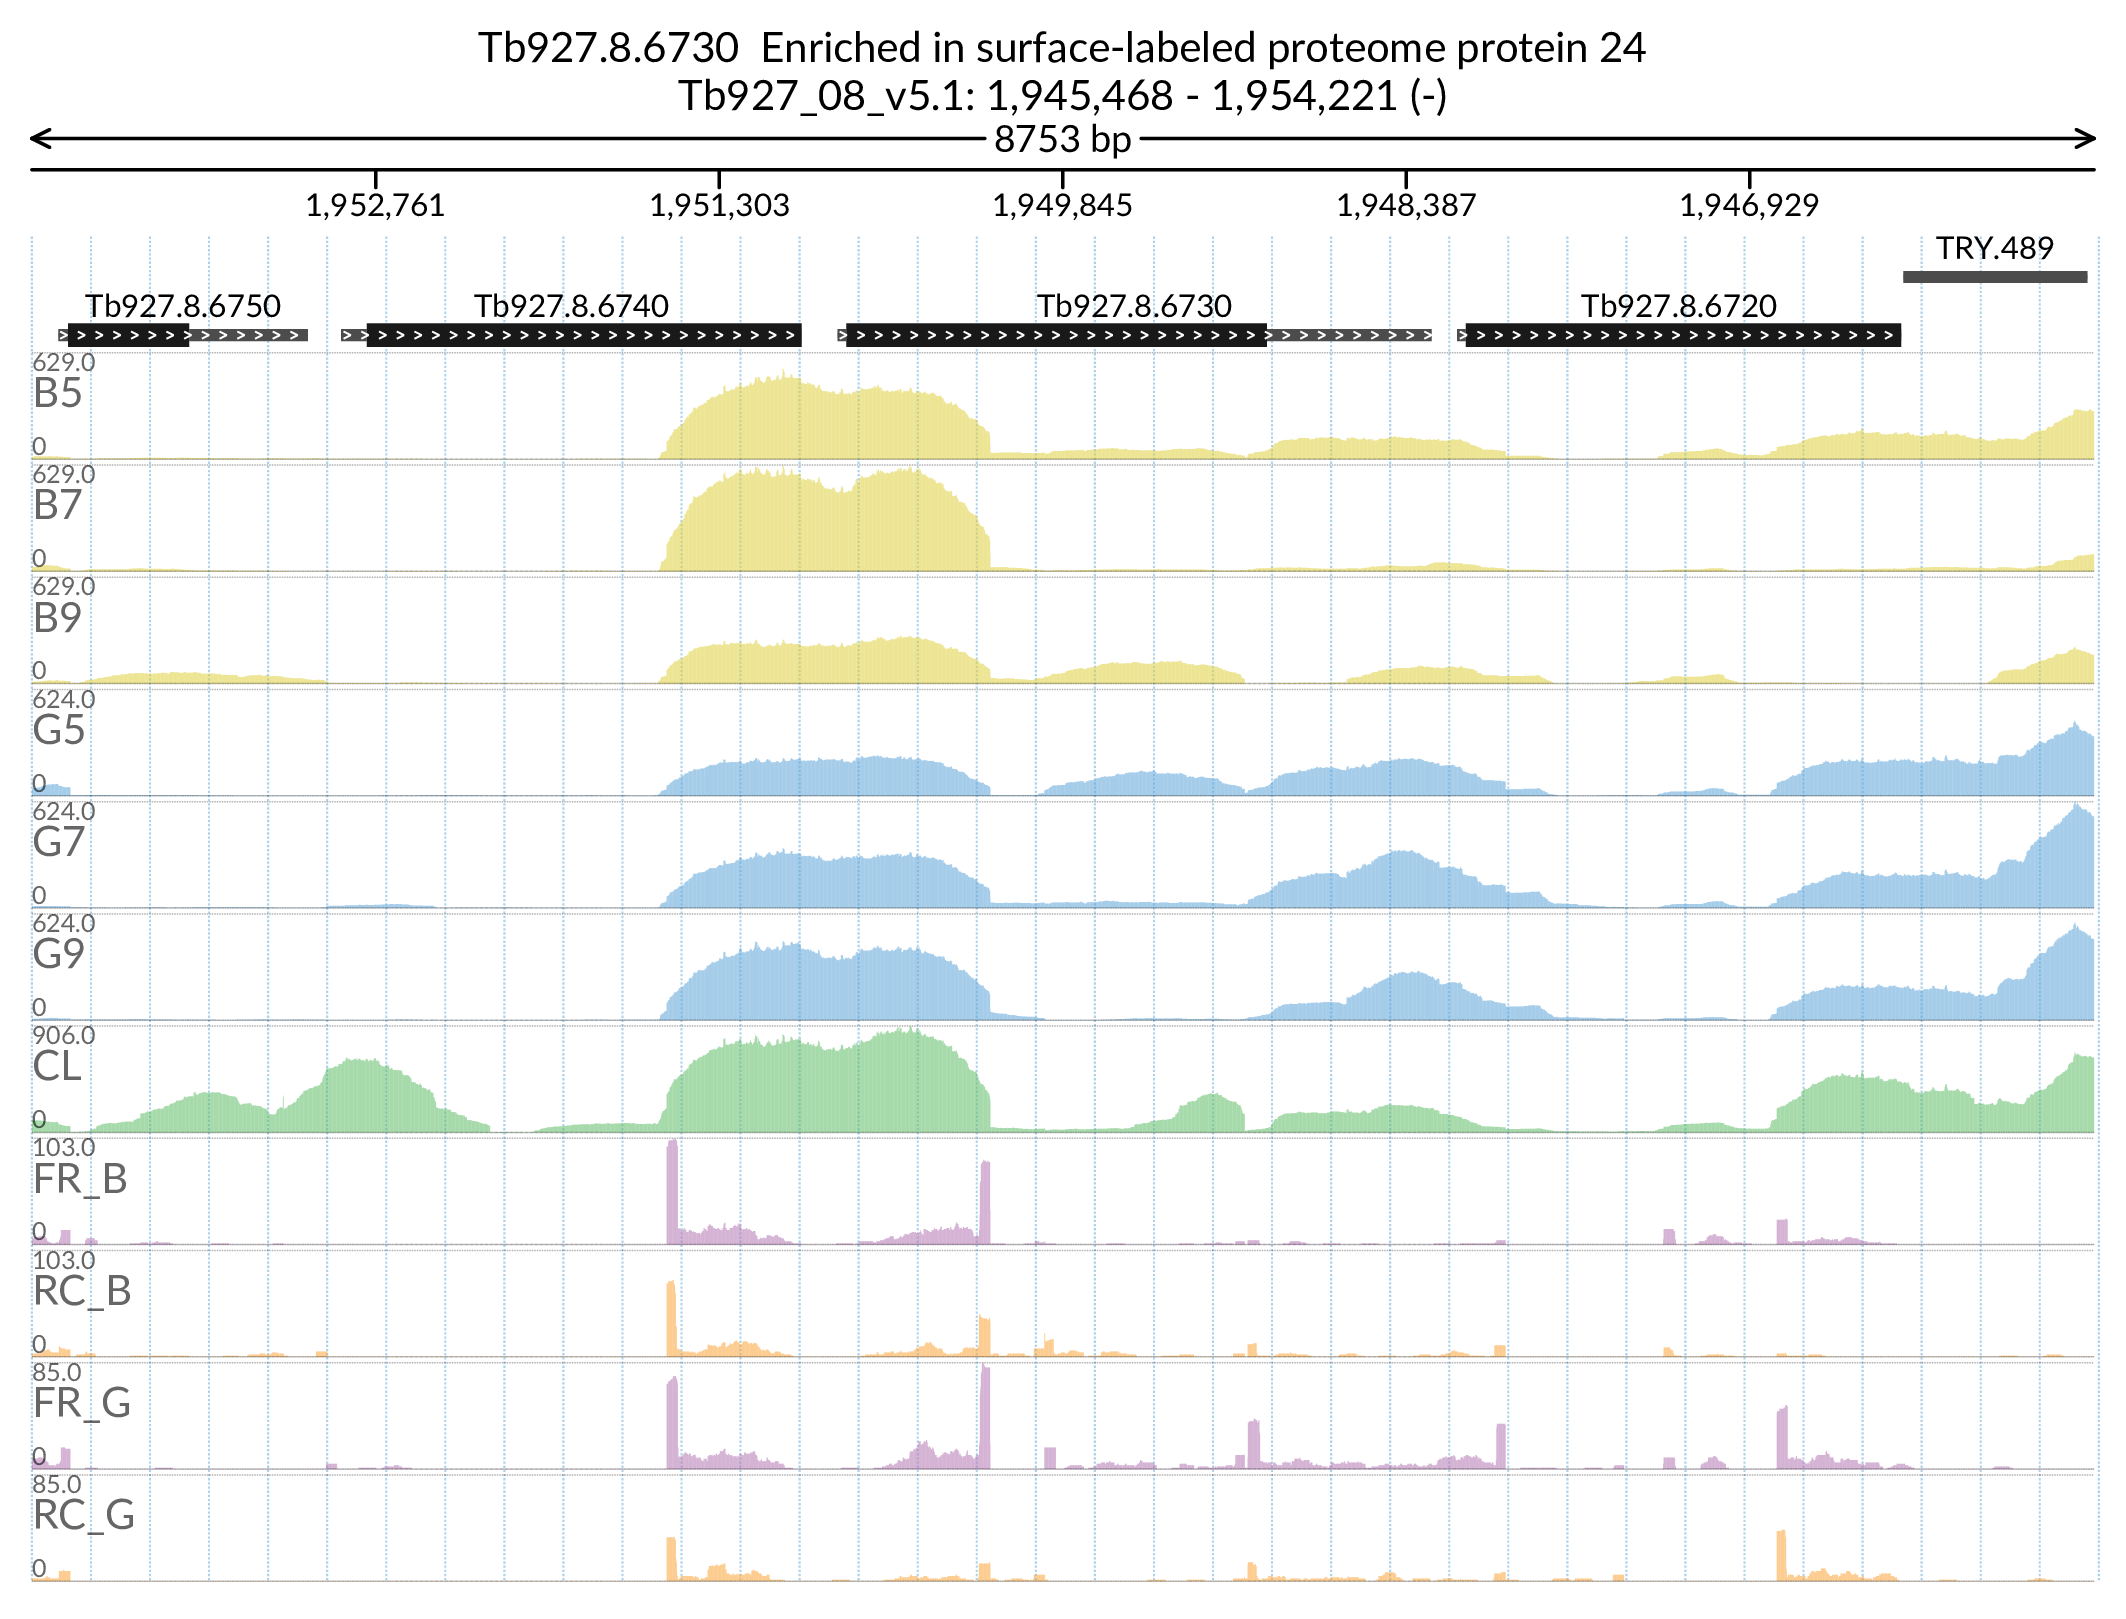 Tb927.8.6730  Enriched in surface-labeled proteome protein 24
Tb927_08_v5.1: 1,945,468 - 1,954,221 (-)
8753 bp
1,952,761 1,951,303 1,949,845 1,948,387 1,946,929
TRY.489
Tb927.8.6750 Tb927.8.6740 Tb927.8.6730 Tb927.8.6720
629.0
B5
0
629.0
B7
0
629.0
B9
0
624.0
G5
0
624.0
G7
0
624.0
G9
0
906.0
CL
0
103.0
FR_B
0
103.0
RC_B
0
85.0
FR_G
0
85.0
RC_G
0